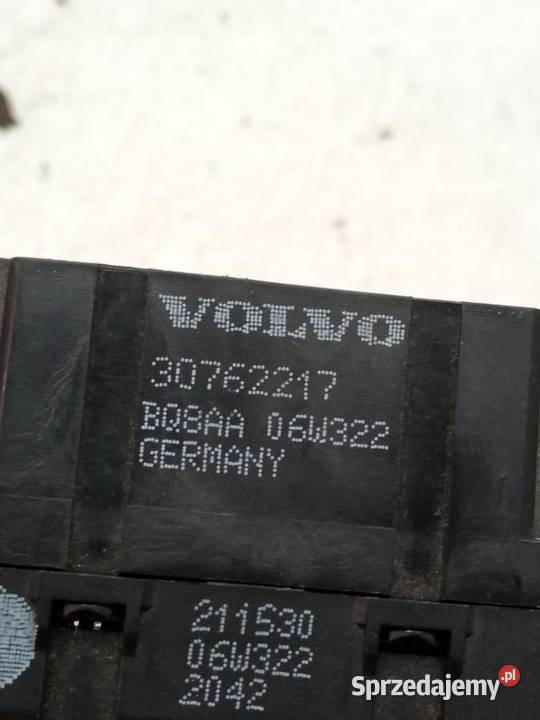 VOLVO
30762217
BQ8AA 06W322
GERMANY
211530
06W322
2042
Sprzedajemy.pl